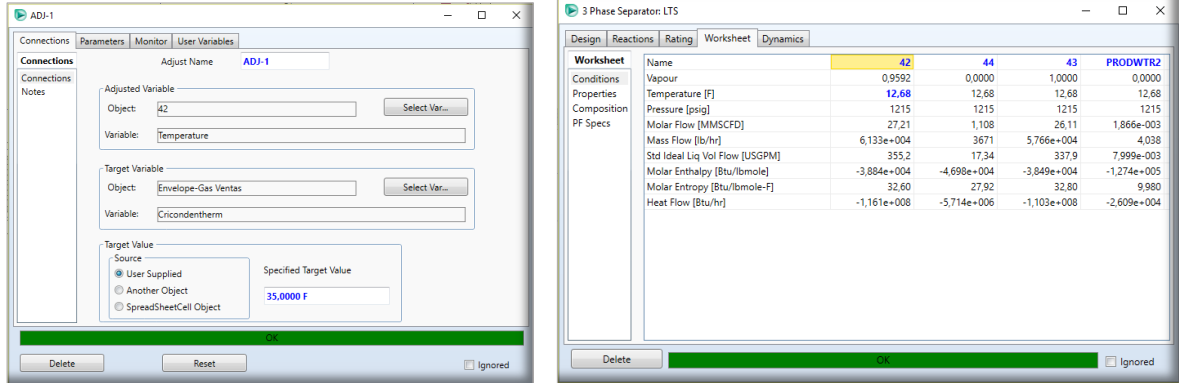 ADJ-1
Connections Parameters Monitor User Variables
Connections
Connections
Notes
Adjust Name ADJ-1
Adjusted Variable
Object: 42 Select Var...
Variable: Temperature
Target Variable
Object: Envelope-Gas Ventas Select Var...
Variable: Cricondentherm
Target Value
Source
User Supplied
Another Object
SpreadSheetCell Object
Specified Target Value
35,0000 F
OK
Delete Reset Ignored
3 Phase Separator: LTS
Design Reactions Rating Worksheet Dynamics
Worksheet
Conditions
Properties
Composition
PF Specs
Name 42 44 43 PRODWTR2
Vapour 0,9592 0,0000 1,0000 0,0000
Temperature [F] 12,68 12,68 12,68 12,68
Pressure [psig] 1215 1215 1215 1215
Molar Flow [MMSCFD] 27,21 1,108 26,11 1,866e-003
Mass Flow [lb/hr] 6,133e+004 3671 5,766e+004 4,038
Std Ideal Liq Vol Flow [USGPM] 355,2 17,34 337,9 7,999e-003
Molar Enthalpy [Btu/lbmole] -3,884e+004 -4,698e+004 -3,849e+004 -1,274e+005
Molar Entropy [Btu/lbmole-F] 32,60 27,92 32,80 9,980
Heat Flow [Btu/hr] -1,161e+008 -5,714e+006 -1,103e+008 -2,609e+004
Delete OK Ignored